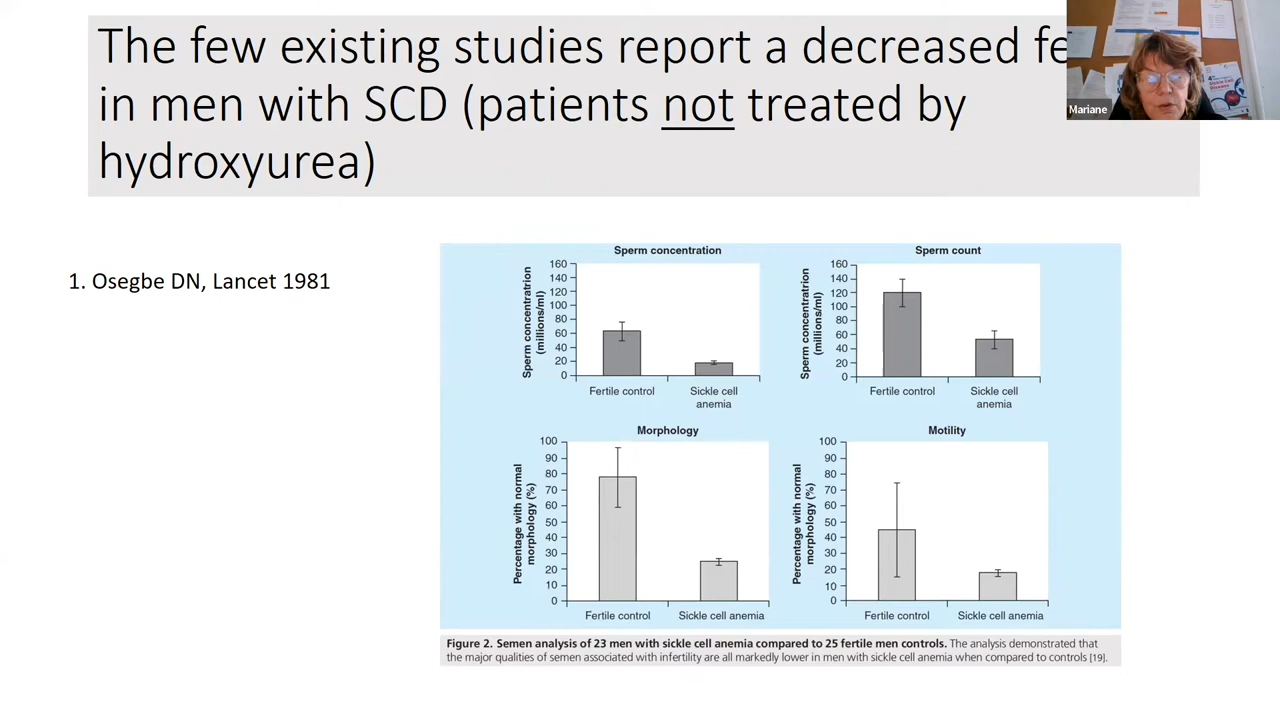 The few existing studies report a decreased
in men with SCD (patients not treated by
hydroxyurea)
Mariane
1. Osegbe DN, Lancet 1981
Sperm concentration
Sperm concentratrion
(millions/ml)
160
140
120
100
80
60
40
20
0
Fertile control
Sickle cell
anemia
Sperm count
Sperm concentratrion
(millions/ml)
160
140
120
100
80
60
40
20
0
Fertile control
Sickle cell
anemia
Morphology
Percentage with normal
morphology (%)
100
90
80
70
60
50
40
30
20
10
0
Fertile control
Sickle cell anemia
Motility
Percentage with normal
morphology (%)
100
90
80
70
60
50
40
30
20
10
0
Fertile control
Sickle cell anemia
Figure 2. Semen analysis of 23 men with sickle cell anemia compared to 25 fertile men controls. The analysis demonstrated that
the major qualities of semen associated with infertility are all markedly lower in men with sickle cell anemia when compared to controls [19].